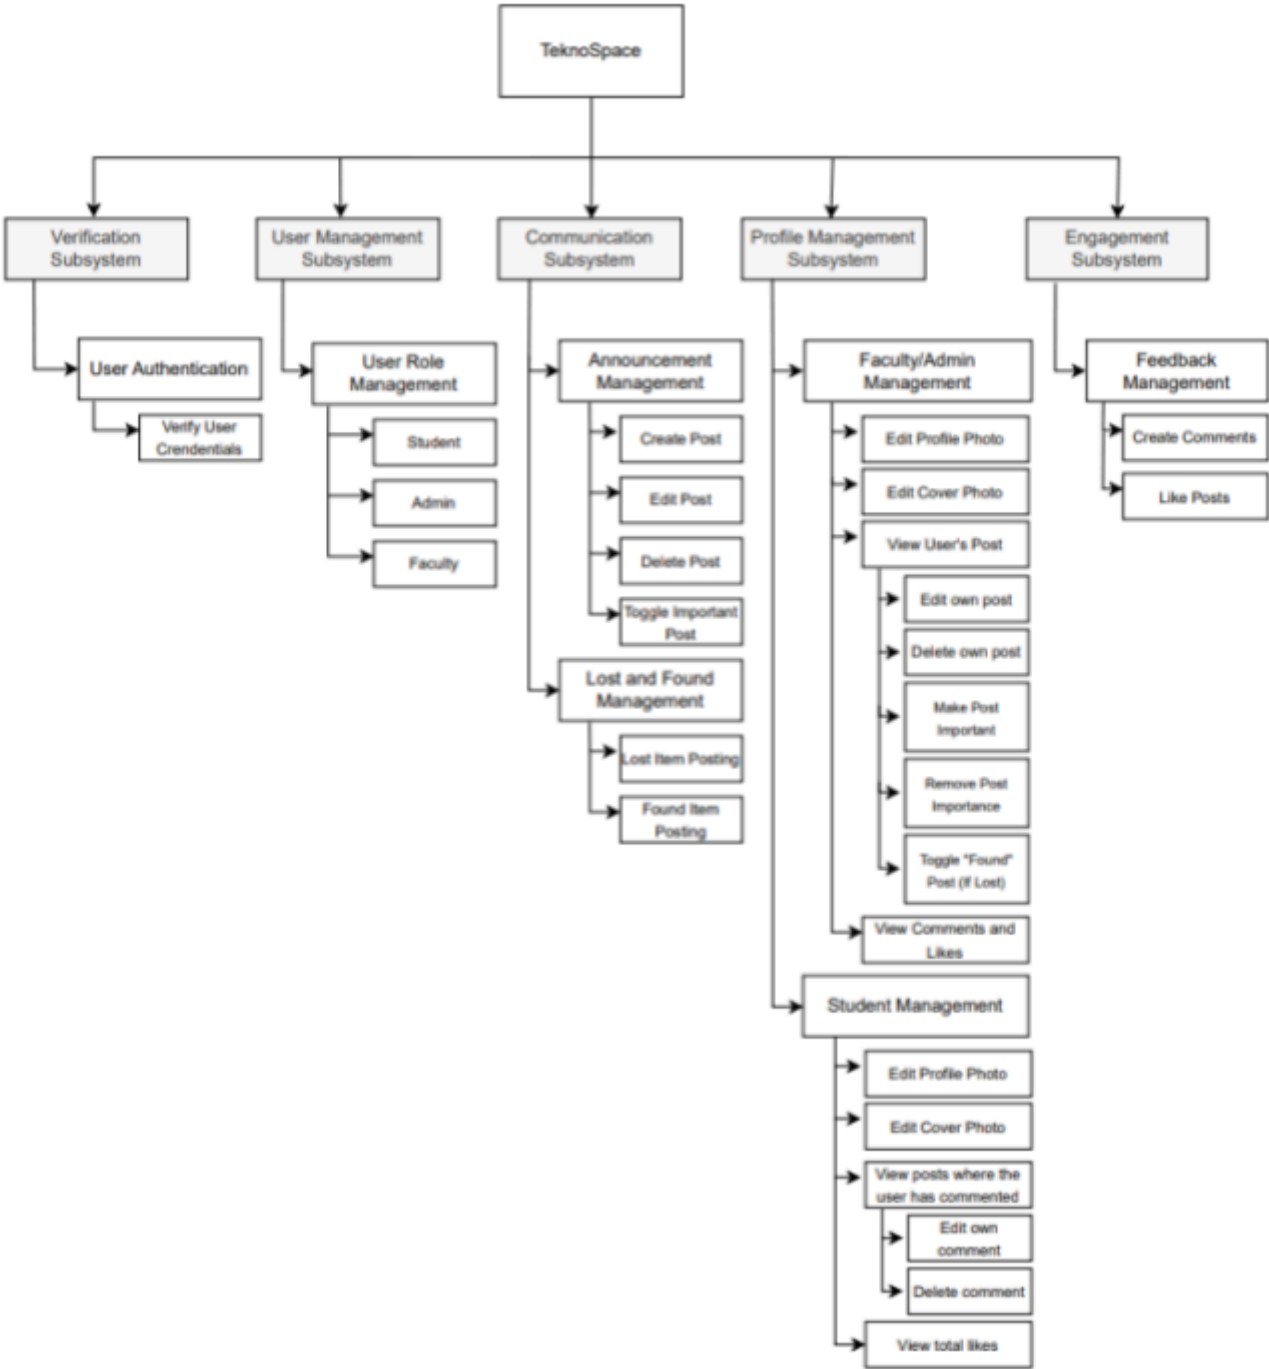 TeknoSpace
Verification
Subsystem
User Management
Subsystem
Communication
Subsystem
Profile Management
Subsystem
Engagement
Subsystem
User Authentication
Verify User
Crendentials
User Role
Management
Student
Admin
Faculty
Announcement
Management
Create Post
Edit Post
Delete Post
Toggle Important
Post
Lost and Found
Management
Lost Item Posting
Found Item
Posting
Faculty/Admin
Management
Edit Profile Photo
Edit Cover Photo
View User's Post
Edit own post
Delete own post
Make Post
Important
Remove Post
Importance
Toggle "Found"
Post (If Lost)
View Comments and
Likes
Student Management
Edit Profile Photo
Edit Cover Photo
View posts where the
user has commented
Edit own
comment
Delete comment
View total likes
Feedback
Management
Create Comments
Like Posts